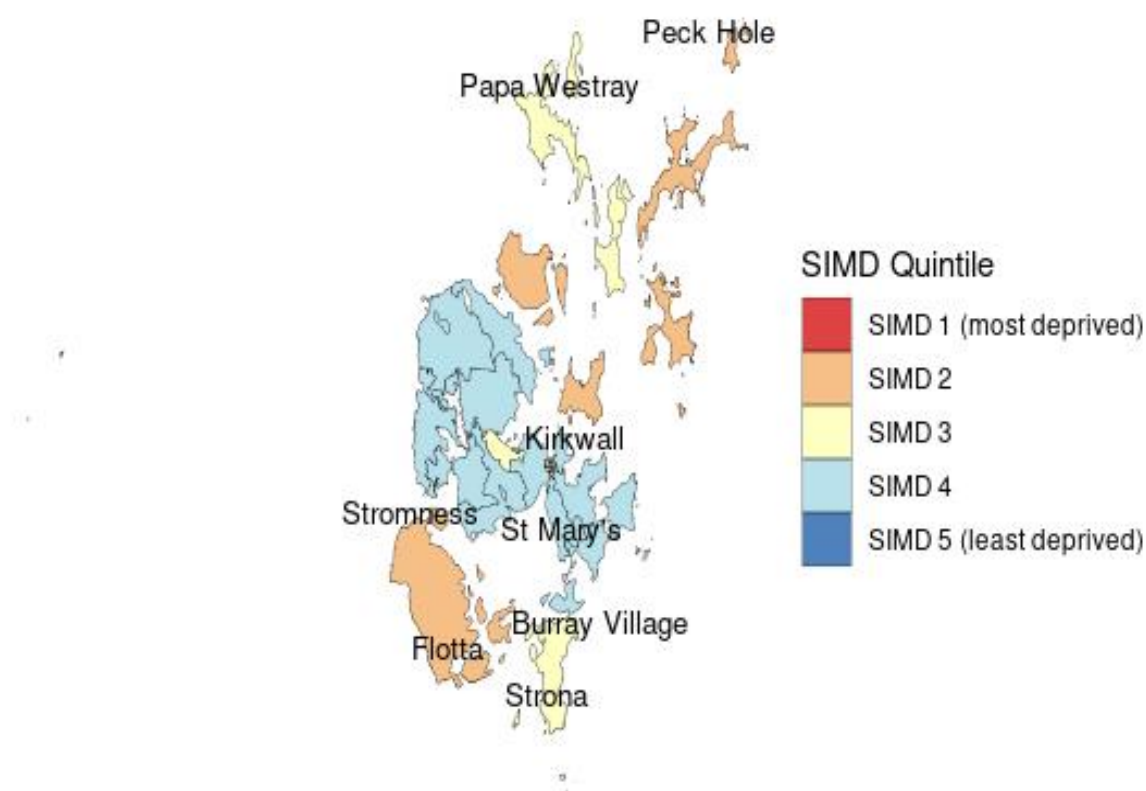 Peck Hole
Papa Westray
Kirkwall
Stromness
St Mary's
Burray Village
Flotta
Strona
SIMD Quintile
SIMD 1 (most deprived)
SIMD 2
SIMD 3
SIMD 4
SIMD 5 (least deprived)